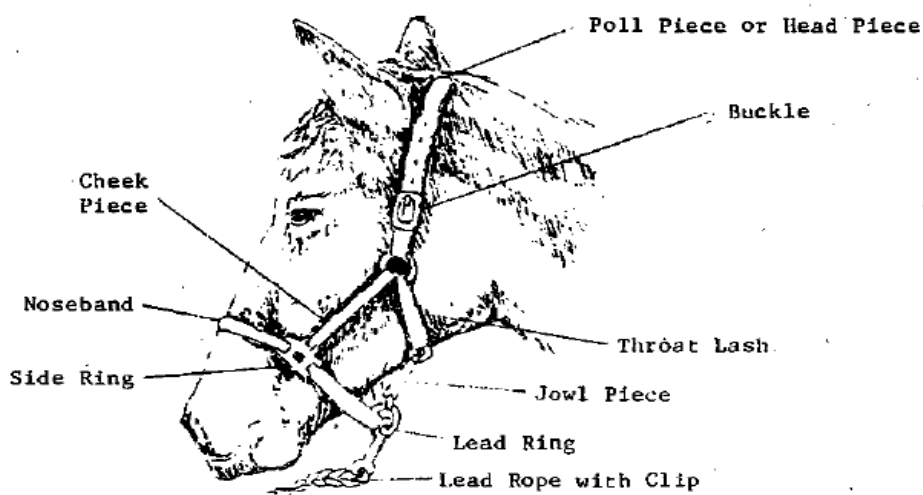 Poll Piece or Head Piece
Buckle
Cheek
Piece
Noseband
Throat Lash
Side Ring
Jowl Piece
Lead Ring
Lead Rope with Clip